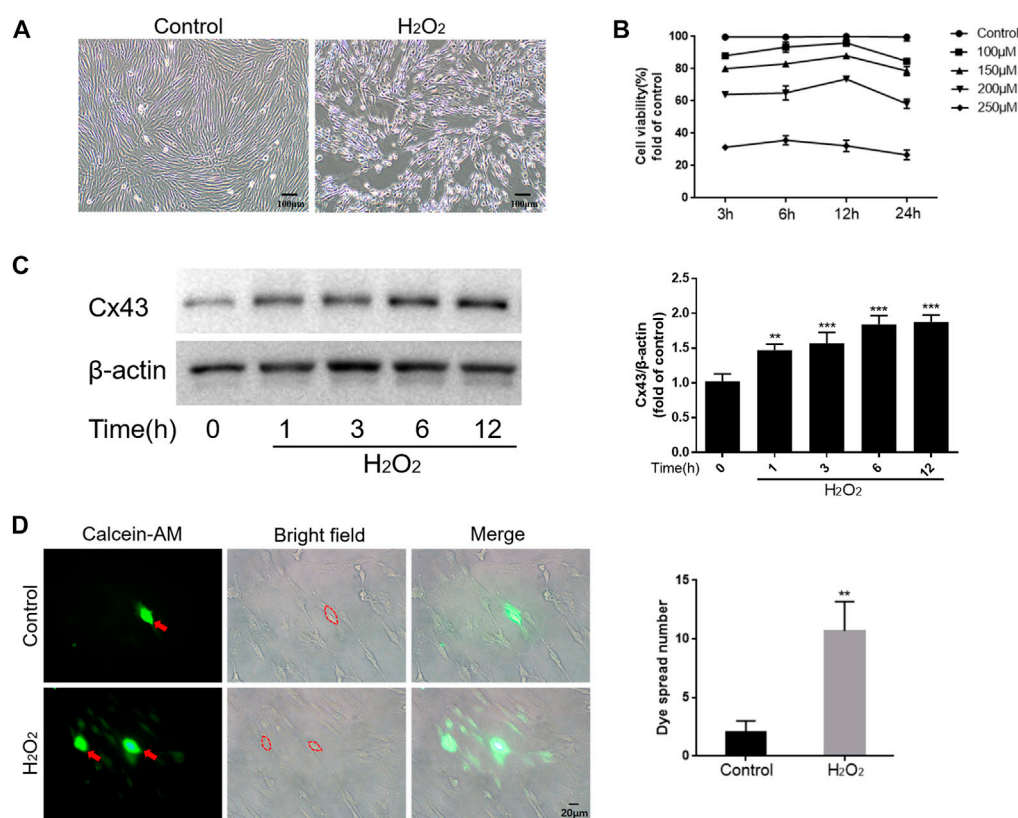 A
Control
H2O2
100μm
100μm
B
Cell viability(%)
fold of control
100
80
60
40
20
0
3h 6h 12h 24h
Control
100μM
150μM
200μM
250μM
C
Cx43
β-actin
Time(h) 0 1 3 6 12
H2O2
Cx43/β-actin
(fold of control)
2.5
2.0
1.5
1.0
0.5
0.0
** *** *** ***
Time(h) 0 1 3 6 12
H2O2
D
Calcein-AM Bright field Merge
Control
H2O2
20μm
Dye spread number
15
10
5
0
**
Control H2O2